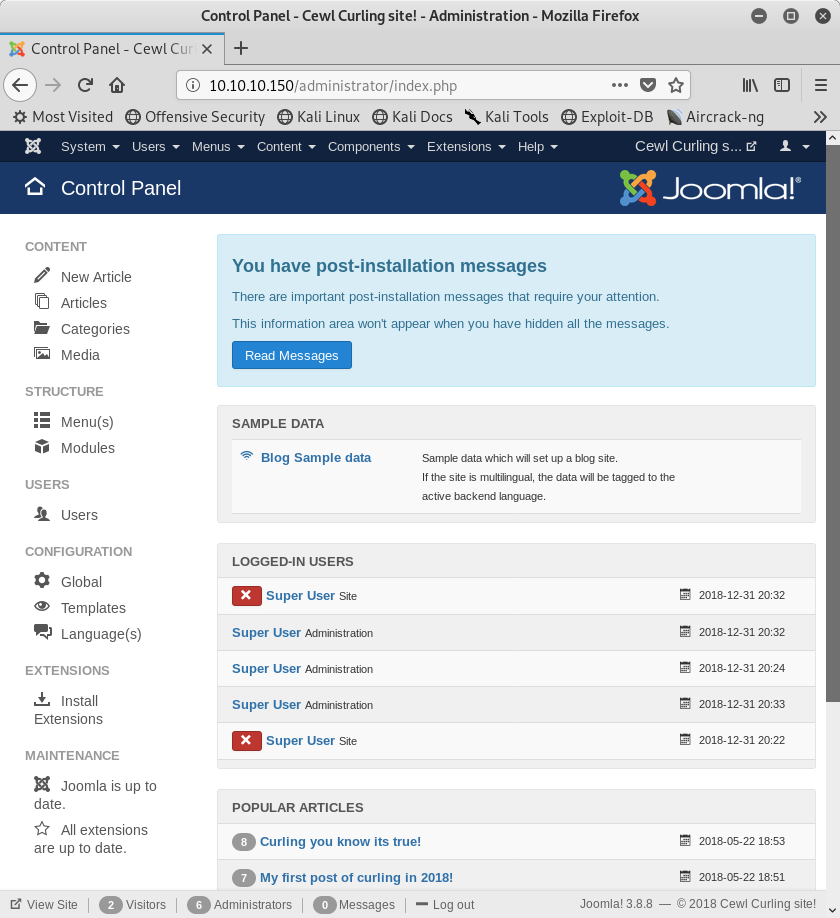 Control Panel - Cewl Curling site! - Administration - Mozilla Firefox
Control Panel - Cewl Cur
10.10.10.150/administrator/index.php
Most Visited Offensive Security Kali Linux Kali Docs Kali Tools Exploit-DB Aircrack-ng
System Users Menus Content Components Extensions Help Cewl Curling s...
Control Panel Joomla!®
CONTENT
New Article
Articles
Categories
Media
STRUCTURE
Menu(s)
Modules
USERS
Users
CONFIGURATION
Global
Templates
Language(s)
EXTENSIONS
Install
Extensions
MAINTENANCE
Joomla is up to
date.
All extensions
are up to date.
You have post-installation messages
There are important post-installation messages that require your attention.
This information area won't appear when you have hidden all the messages.
Read Messages
SAMPLE DATA
Blog Sample data Sample data which will set up a blog site.
If the site is multilingual, the data will be tagged to the
active backend language.
LOGGED-IN USERS
Super User Site 2018-12-31 20:32
Super User Administration 2018-12-31 20:32
Super User Administration 2018-12-31 20:24
Super User Administration 2018-12-31 20:33
Super User Site 2018-12-31 20:22
POPULAR ARTICLES
8 Curling you know its true! 2018-05-22 18:53
7 My first post of curling in 2018! 2018-05-22 18:51
View Site 2 Visitors 6 Administrators 0 Messages Log out Joomla! 3.8.8 — © 2018 Cewl Curling site!